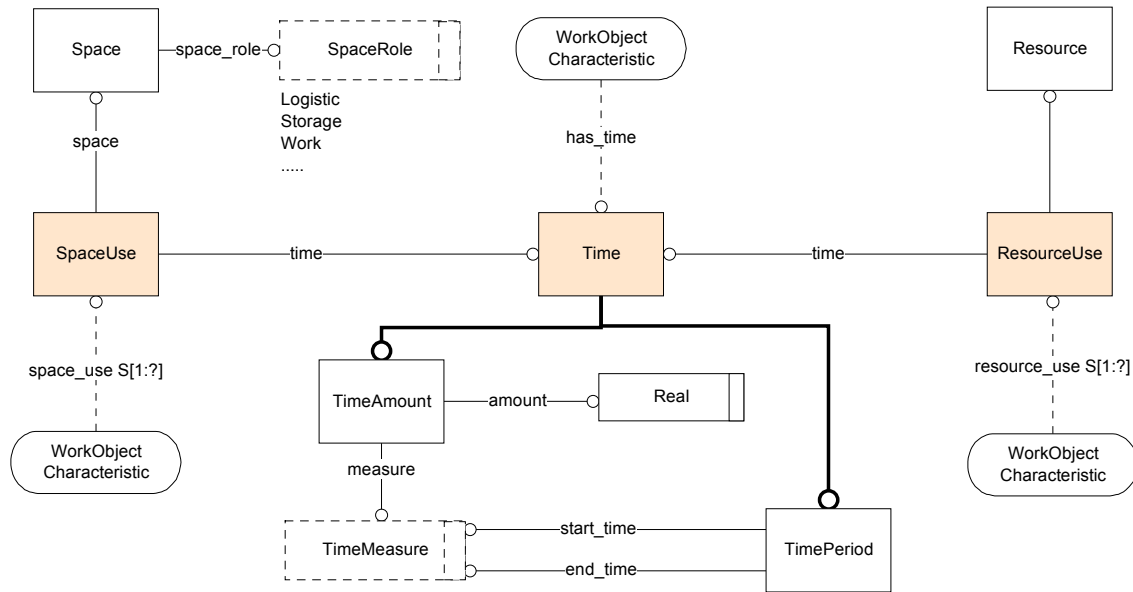 Space
space_role
SpaceRole
WorkObject
Characteristic
Resource
Logistic
Storage
Work
.....
space
has_time
SpaceUse
time
Time
time
ResourceUse
space_use S[1:?]
TimeAmount
amount
Real
resource_use S[1:?]
WorkObject
Characteristic
measure
WorkObject
Characteristic
TimeMeasure
start_time
end_time
TimePeriod